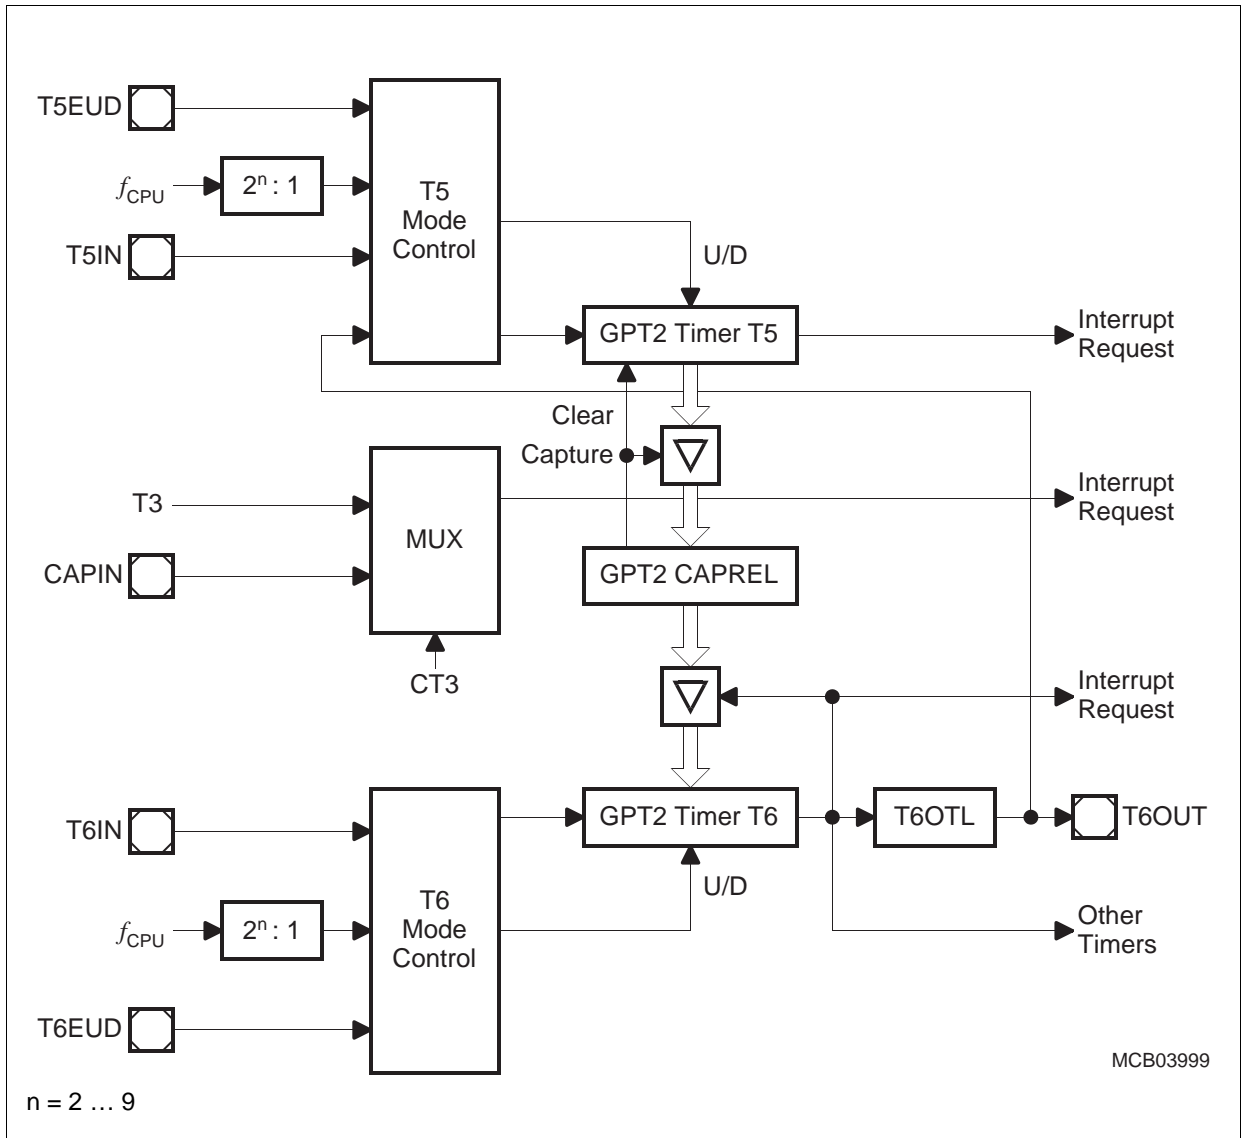 T5EUD
fCPU
2ⁿ : 1
T5IN
T5
Mode
Control
U/D
GPT2 Timer T5
Interrupt
Request
Clear
Capture
T3
CAPIN
MUX
CT3
Interrupt
Request
GPT2 CAPREL
Interrupt
Request
T6IN
fCPU
2ⁿ : 1
T6EUD
T6
Mode
Control
GPT2 Timer T6
U/D
T6OTL
T6OUT
Other
Timers
MCB03999
n = 2 … 9